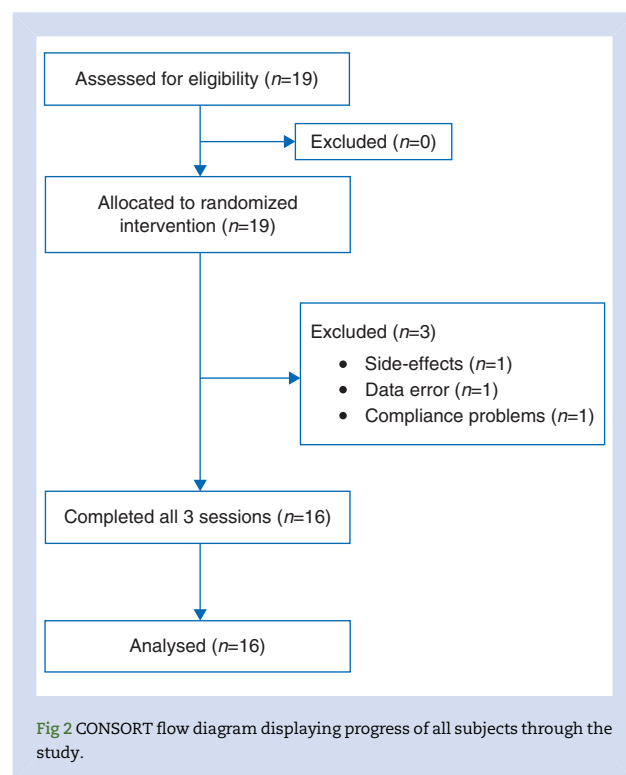 Assessed for eligibility (n=19)
Excluded (n=0)
Allocated to randomized
intervention (n=19)
Excluded (n=3)
• Side-effects (n=1)
• Data error (n=1)
• Compliance problems (n=1)
Completed all 3 sessions (n=16)
Analysed (n=16)
Fig 2 CONSORT flow diagram displaying progress of all subjects through the
study.